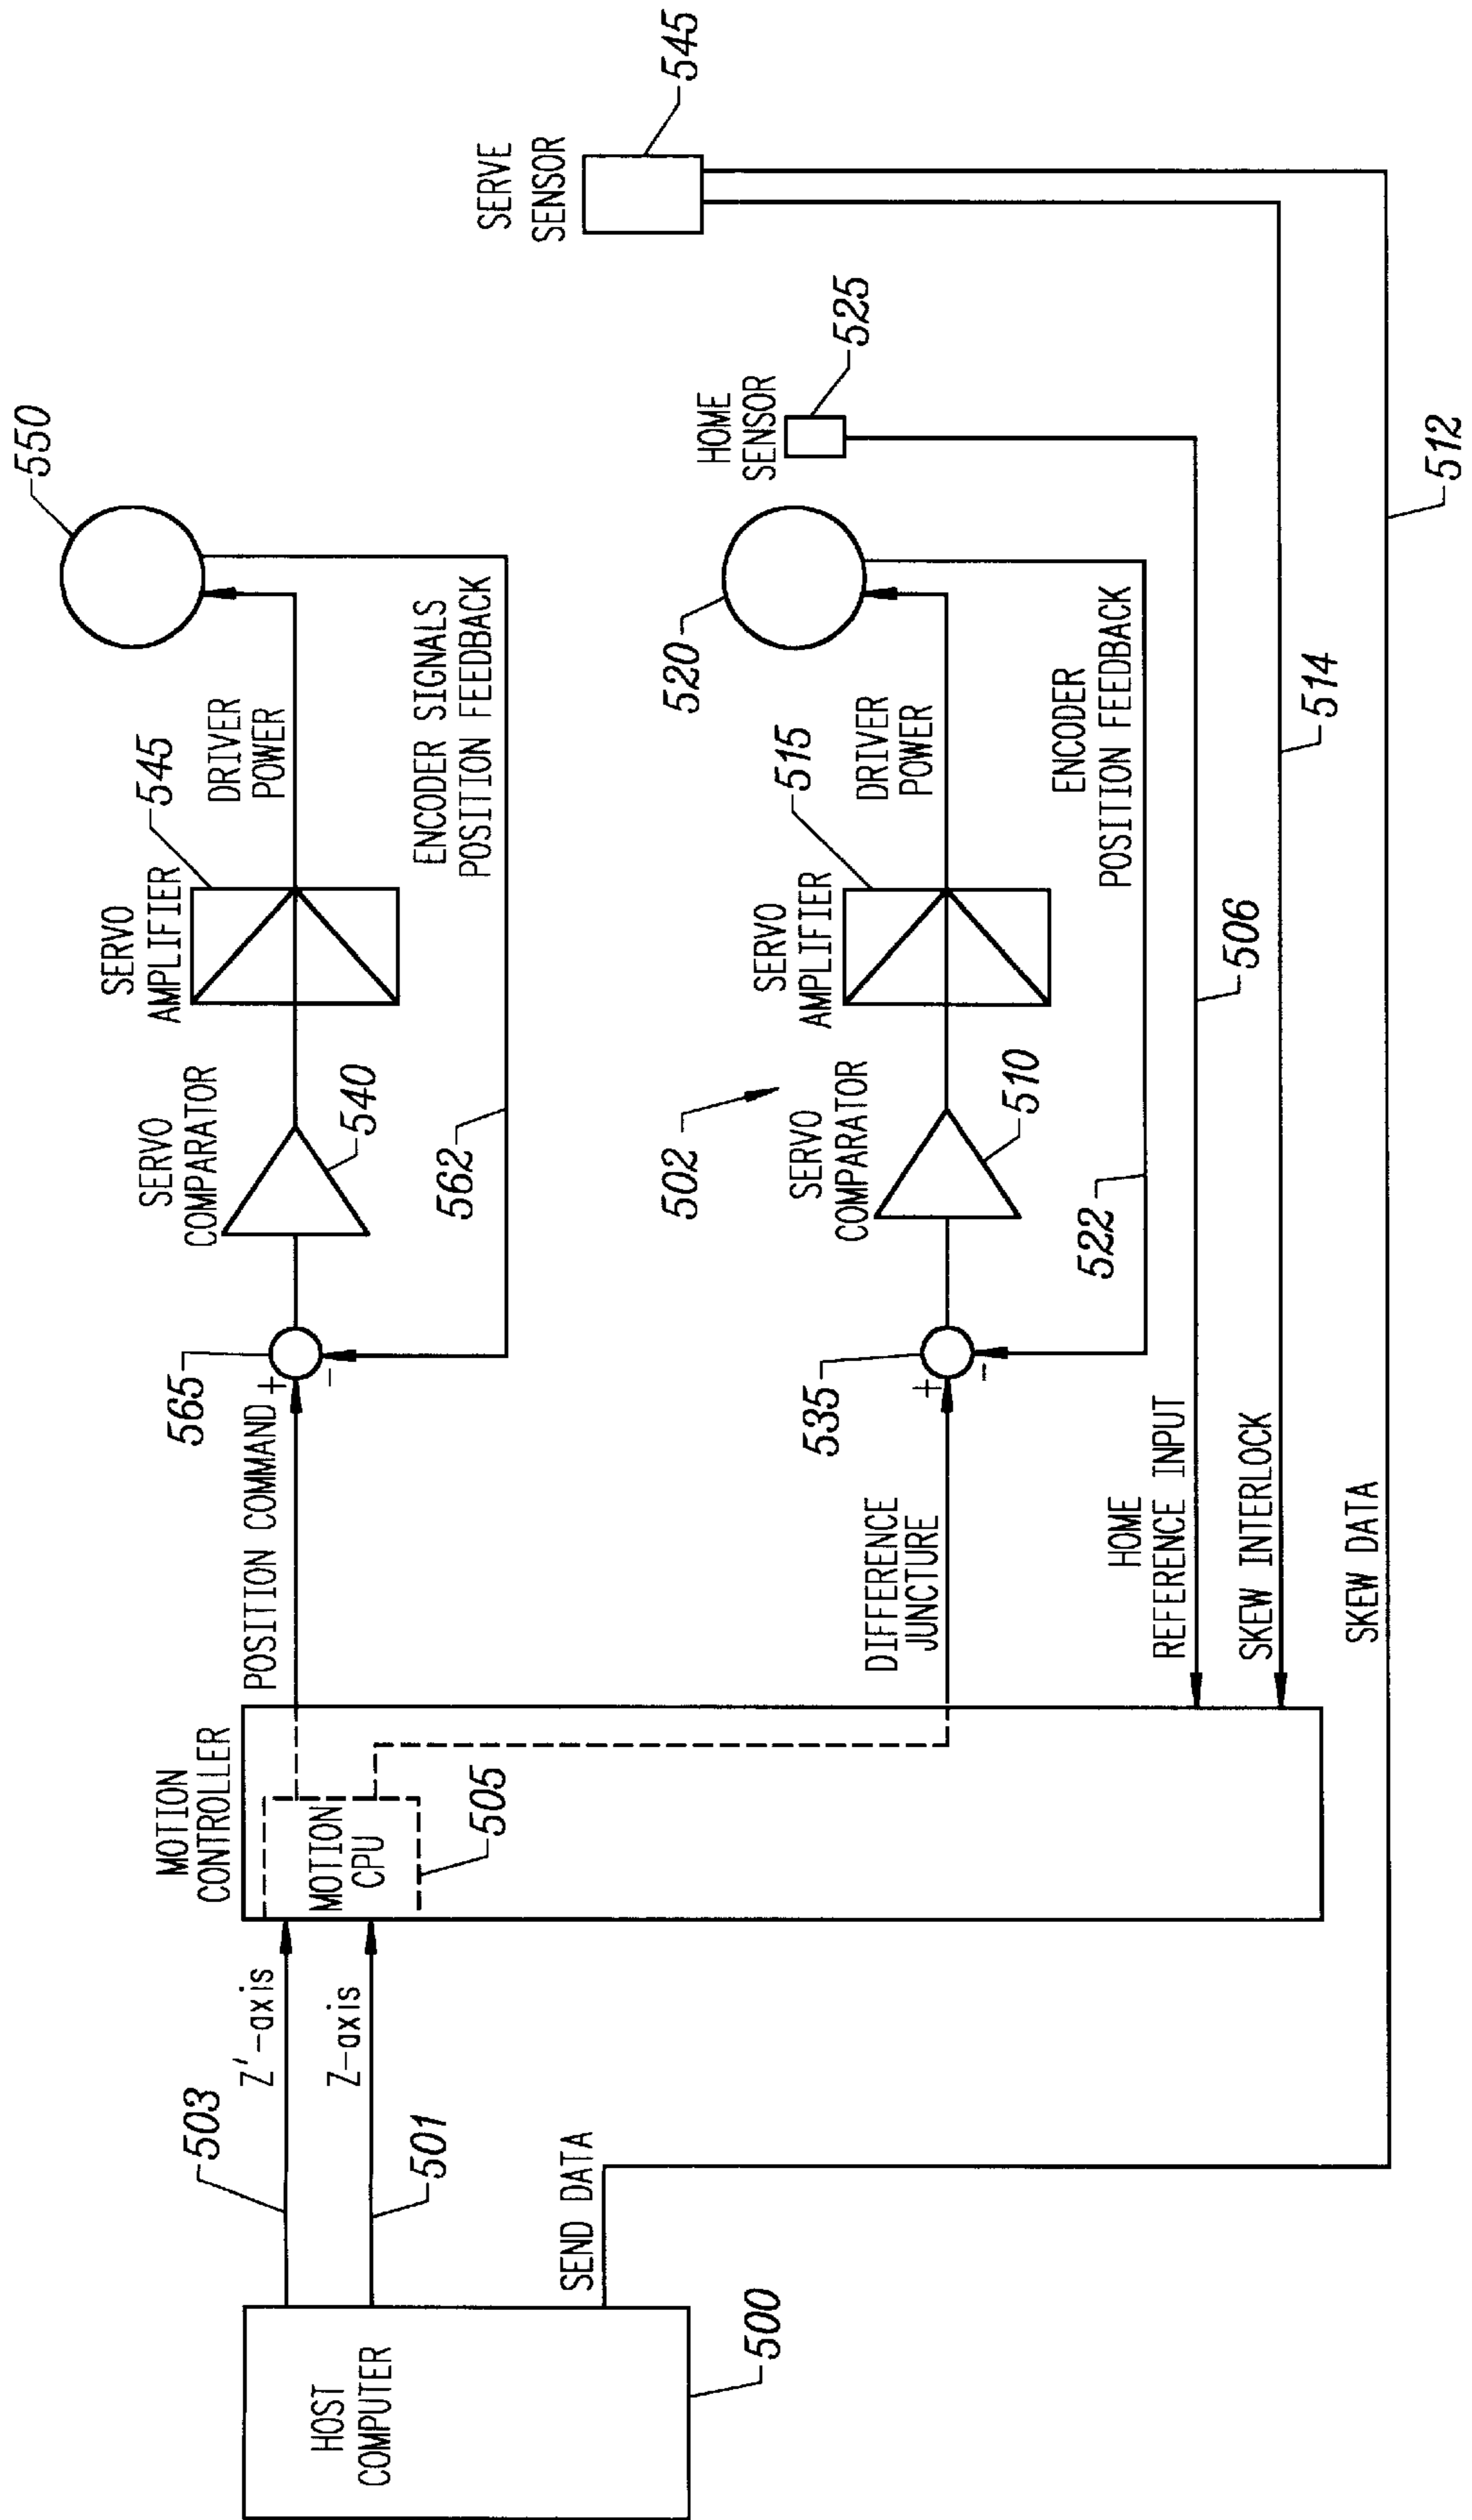 HOST
COMPUTER
500
503
Z'-axis
Z-axis
501
SEND DATA
MOTION
CONTROLLER
MOTION
CPU
505
POSITION COMMAND
565
+
-
SERVO
COMPARATOR
540
SERVO
AMPLIFIER
545
DRIVER
POWER
550
ENCODER SIGNALS
POSITION FEEDBACK
562
502
DIFFERENCE
JUNCTURE
535
+
-
SERVO
COMPARATOR
510
SERVO
AMPLIFIER
515
DRIVER
POWER
520
ENCODER
POSITION FEEDBACK
522
HOME
SENSOR
525
SERVE
SENSOR
545
HOME
REFERENCE INPUT
506
SKEW INTERLOCK
514
SKEW DATA
512